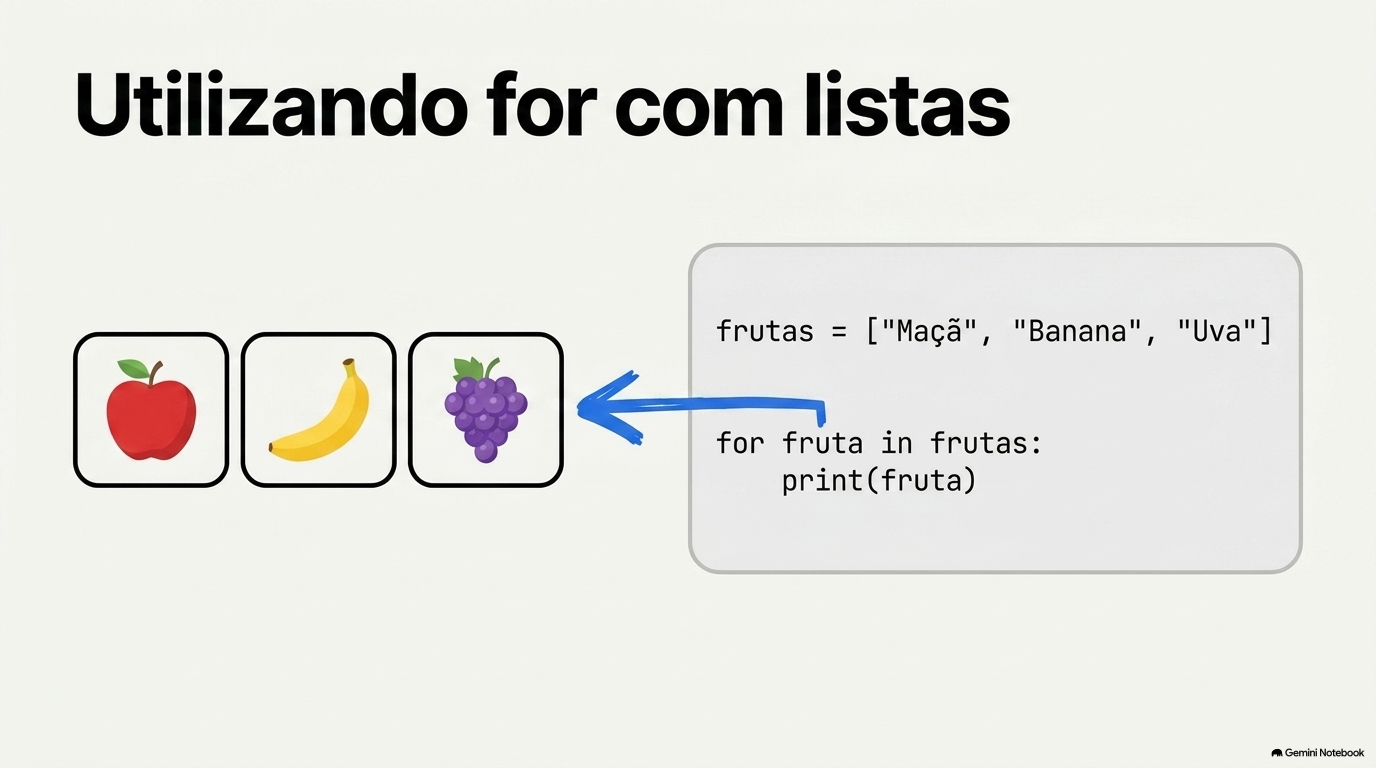 Utilizando for com listas
frutas = ["Maçã", "Banana", "Uva"]
for fruta in frutas:
    print(fruta)
Gemini Notebook